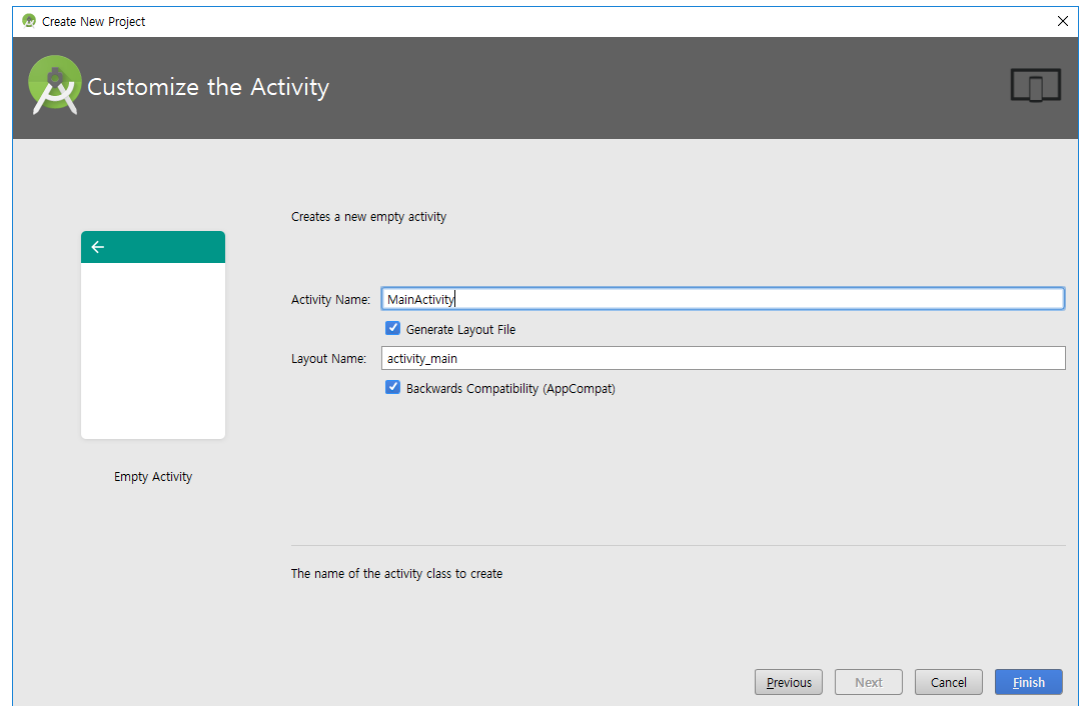 Create New Project
Customize the Activity
Creates a new empty activity
Activity Name: MainActivity
Generate Layout File
Layout Name: activity_main
Backwards Compatibility (AppCompat)
Empty Activity
The name of the activity class to create
Previous Next Cancel Finish